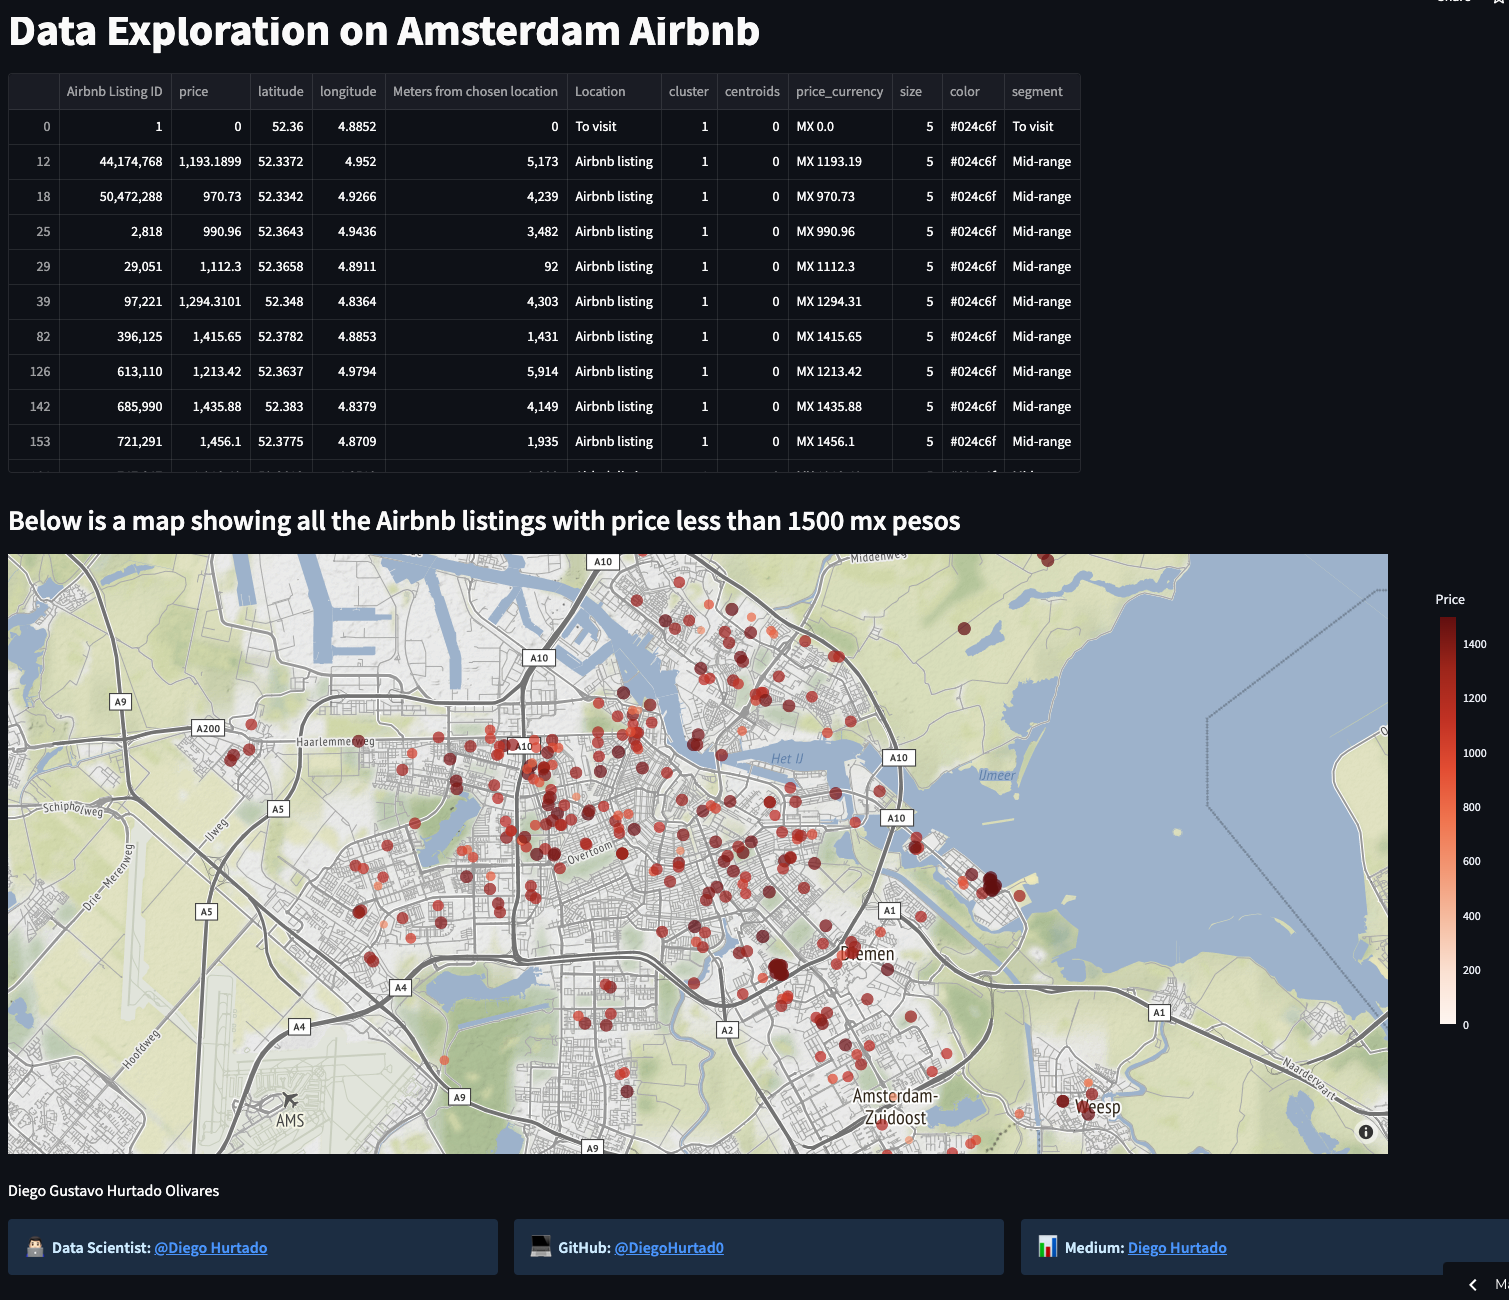 Data Exploration on Amsterdam Airbnb
Airbnb Listing ID price latitude longitude Meters from chosen location Location cluster centroids price_currency size color segment
0 1 0 52.36 4.8852 0 To visit 1 0 MX 0.0 5 #024c6f To visit
12 44,174,768 1,193.1899 52.3372 4.952 5,173 Airbnb listing 1 0 MX 1193.19 5 #024c6f Mid-range
18 50,472,288 970.73 52.3342 4.9266 4,239 Airbnb listing 1 0 MX 970.73 5 #024c6f Mid-range
25 2,818 990.96 52.3643 4.9436 3,482 Airbnb listing 1 0 MX 990.96 5 #024c6f Mid-range
29 29,051 1,112.3 52.3658 4.8911 92 Airbnb listing 1 0 MX 1112.3 5 #024c6f Mid-range
39 97,221 1,294.3101 52.348 4.8364 4,303 Airbnb listing 1 0 MX 1294.31 5 #024c6f Mid-range
82 396,125 1,415.65 52.3782 4.8853 1,431 Airbnb listing 1 0 MX 1415.65 5 #024c6f Mid-range
126 613,110 1,213.42 52.3637 4.9794 5,914 Airbnb listing 1 0 MX 1213.42 5 #024c6f Mid-range
142 685,990 1,435.88 52.383 4.8379 4,149 Airbnb listing 1 0 MX 1435.88 5 #024c6f Mid-range
153 721,291 1,456.1 52.3775 4.8709 1,935 Airbnb listing 1 0 MX 1456.1 5 #024c6f Mid-range
Below is a map showing all the Airbnb listings with price less than 1500 mx pesos
Middenweg
A10
Price
1400
A10
A9
1200
A200
Haarlemmerweg
A10
Het IJ
A10
1000
IJmeer
Schipholweg
A5
800
A10
IJweg
Overtoom
600
Drie Merenweg
A5
A1
400
Diemen
200
A4
A1
0
A4
A2
Hoofdweg
Naardervaart
A9
Amsterdam-
Zuidoost
Weesp
AMS
A9
Diego Gustavo Hurtado Olivares
Data Scientist: @Diego Hurtado
GitHub: @DiegoHurtad0
Medium: Diego Hurtado